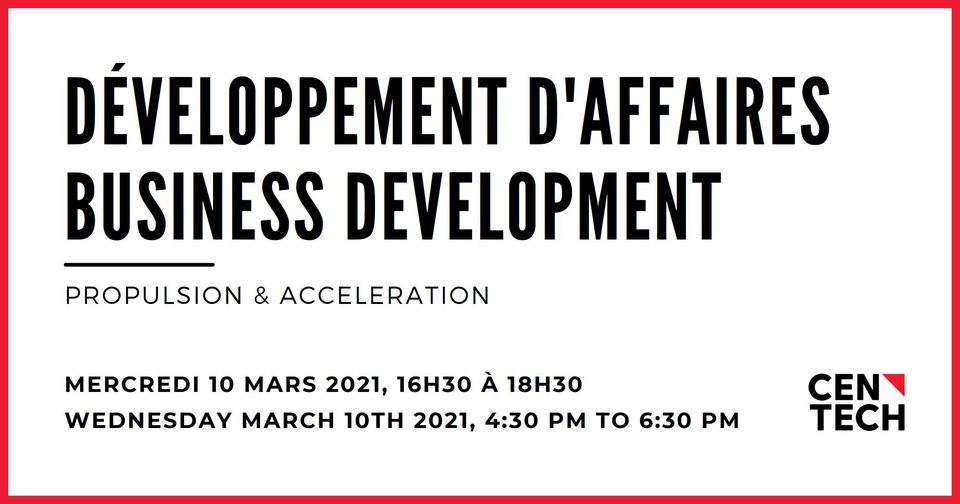 DÉVELOPPEMENT D'AFFAIRES
BUSINESS DEVELOPMENT
PROPULSION & ACCELERATION
MERCREDI 10 MARS 2021, 16H30 À 18H30
WEDNESDAY MARCH 10TH 2021, 4:30 PM TO 6:30 PM
CEN
TECH